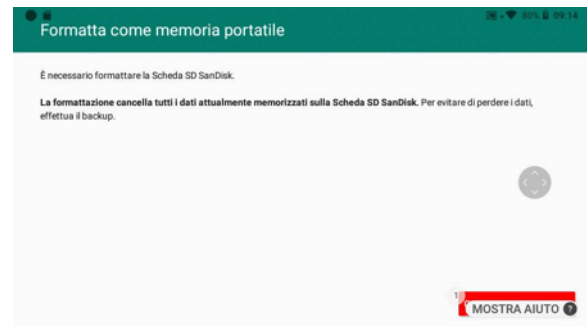 80% 09:14
Formatta come memoria portatile
È necessario formattare la Scheda SD SanDisk.
La formattazione cancella tutti i dati attualmente memorizzati sulla Scheda SD SanDisk. Per evitare di perdere i dati,
effettua il backup.
1
MOSTRA AIUTO ?